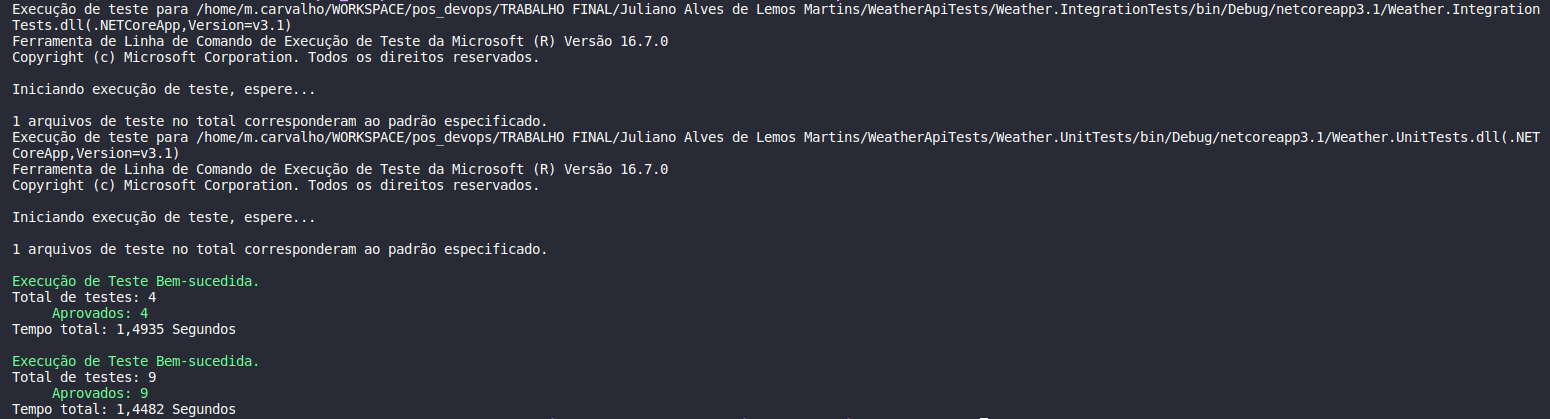 Execução de teste para /home/m.carvalho/WORKSPACE/pos_devops/TRABALHO FINAL/Juliano Alves de Lemos Martins/WeatherApiTests/Weather.IntegrationTests/bin/Debug/netcoreapp3.1/Weather.Integration
Tests.dll(.NETCoreApp,Version=v3.1)
Ferramenta de Linha de Comando de Execução de Teste da Microsoft (R) Versão 16.7.0
Copyright (c) Microsoft Corporation. Todos os direitos reservados.

Iniciando execução de teste, espere...

1 arquivos de teste no total corresponderam ao padrão especificado.
Execução de teste para /home/m.carvalho/WORKSPACE/pos_devops/TRABALHO FINAL/Juliano Alves de Lemos Martins/WeatherApiTests/Weather.UnitTests/bin/Debug/netcoreapp3.1/Weather.UnitTests.dll(.NET
CoreApp,Version=v3.1)
Ferramenta de Linha de Comando de Execução de Teste da Microsoft (R) Versão 16.7.0
Copyright (c) Microsoft Corporation. Todos os direitos reservados.

Iniciando execução de teste, espere...

1 arquivos de teste no total corresponderam ao padrão especificado.

Execução de Teste Bem-sucedida.
Total de testes: 4
     Aprovados: 4
Tempo total: 1,4935 Segundos

Execução de Teste Bem-sucedida.
Total de testes: 9
     Aprovados: 9
Tempo total: 1,4482 Segundos